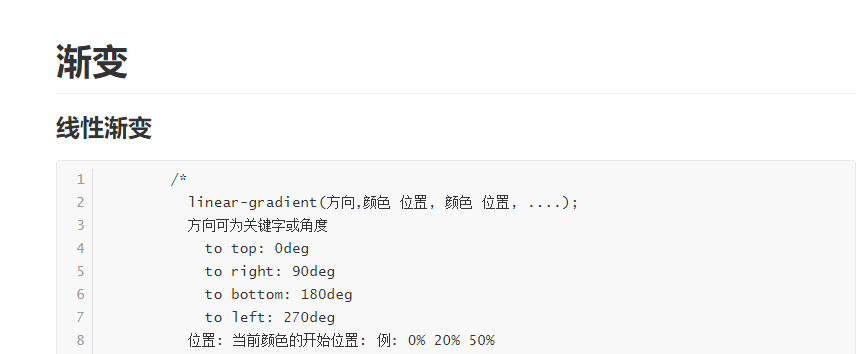 渐变
线性渐变
1 /*
2 linear-gradient(方向,颜色 位置, 颜色 位置, ....);
3 方向可为关键字或角度
4 to top: 0deg
5 to right: 90deg
6 to bottom: 180deg
7 to left: 270deg
8 位置: 当前颜色的开始位置: 例: 0% 20% 50%